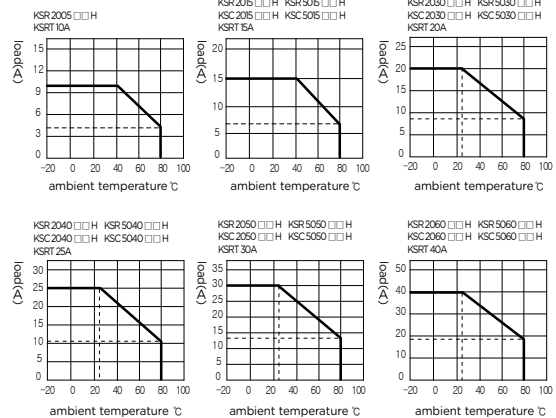 KSR 2005 □□ H
KSRT 10A
load(A)
15
12
9
6
3
0
-20 0 20 40 60 80 100
ambient temperature ℃
KSR 2015 □□ H KSR 5015 □□ H
KSC 2015 □□ H KSC 5015 □□ H
KSRT 15A
load(A)
20
15
10
5
0
-20 0 20 40 60 80 100
ambient temperature ℃
KSR 2030 □□ H KSR 5030 □□ H
KSC 2030 □□ H KSC 5030 □□ H
KSRT 20A
load(A)
25
20
15
10
5
0
-20 0 20 40 60 80 100
ambient temperature ℃
KSR 2040 □□ H KSR 5040 □□ H
KSC 2040 □□ H KSC 5040 □□ H
KSRT 25A
load(A)
30
25
20
15
10
5
0
-20 0 20 40 60 80 100
ambient temperature ℃
KSR 2050 □□ H KSR 5050 □□ H
KSC 2050 □□ H KSC 5050 □□ H
KSRT 30A
load(A)
35
30
25
20
15
10
5
0
-20 0 20 40 60 80 100
ambient temperature ℃
KSR 2060 □□ H KSR 5060 □□ H
KSC 2060 □□ H KSC 5060 □□ H
KSRT 40A
load(A)
50
40
30
20
10
0
-20 0 20 40 60 80 100
ambient temperature ℃